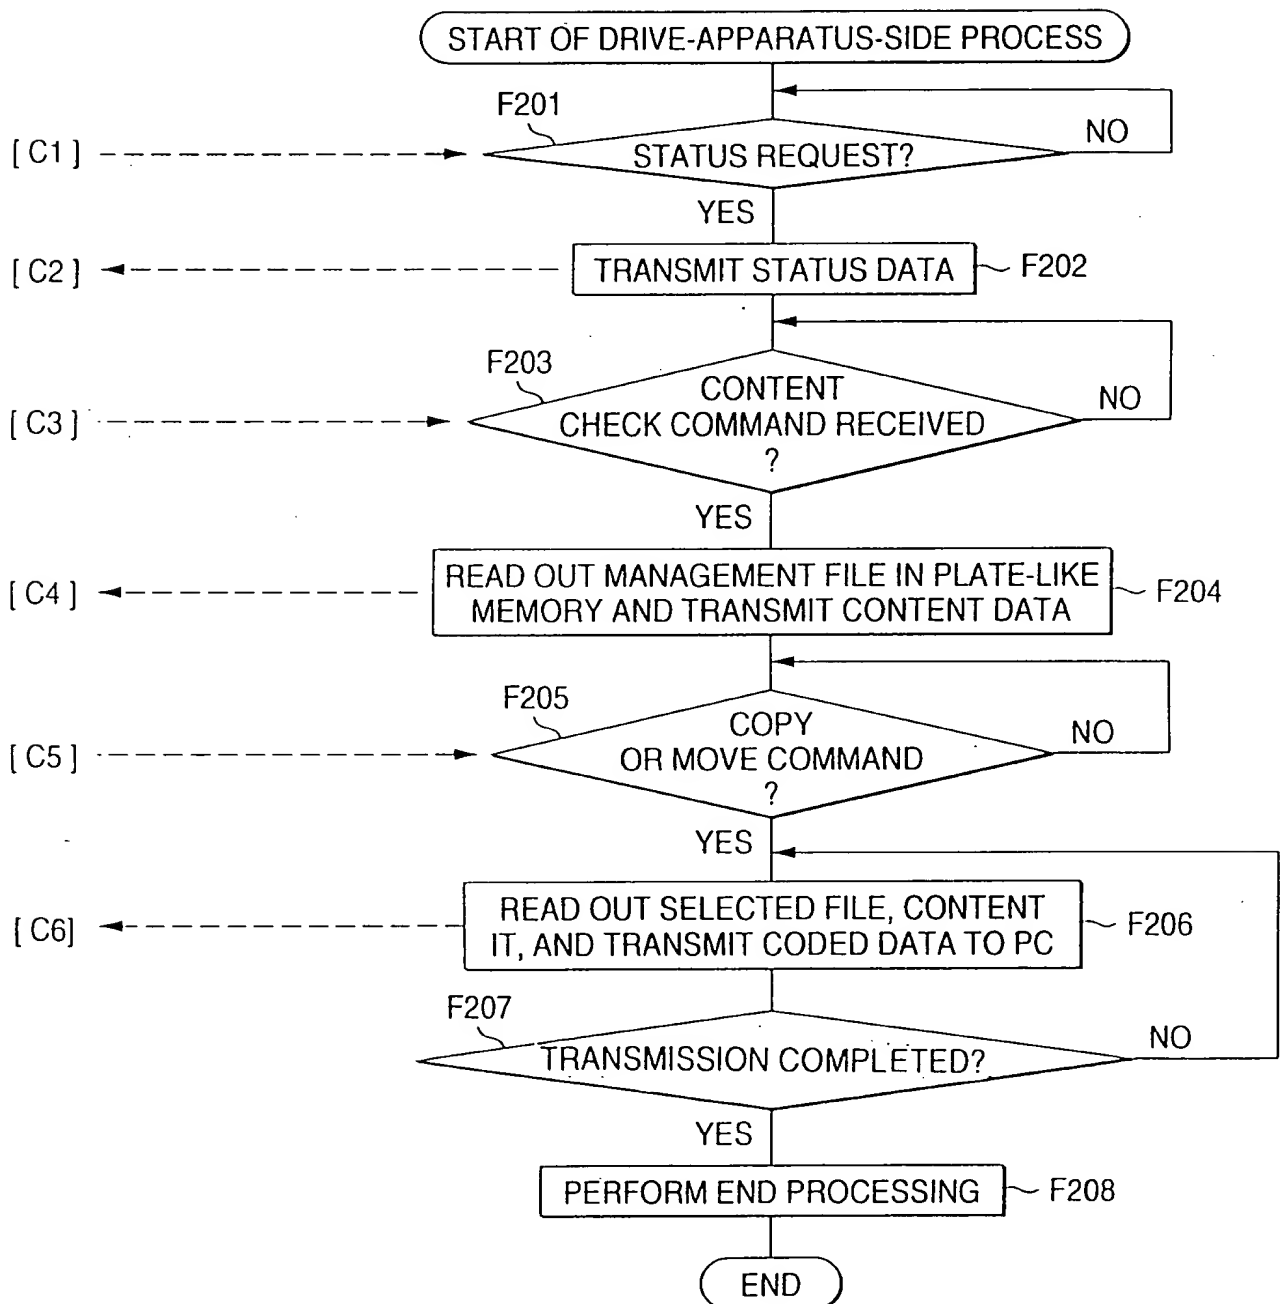 START OF DRIVE-APPARATUS-SIDE PROCESS
F201
NO
[C1]
STATUS REQUEST?
YES
[C2]
TRANSMIT STATUS DATA
F202
F203
CONTENT
NO
[C3]
CHECK COMMAND RECEIVED
?
YES
READ OUT MANAGEMENT FILE IN PLATE-LIKE
[C4]
F204
MEMORY AND TRANSMIT CONTENT DATA
F205
COPY
NO
[C5]
OR MOVE COMMAND
?
YES
READ OUT SELECTED FILE, CONTENT
[C6]
F206
IT, AND TRANSMIT CODED DATA TO PC
F207
NO
TRANSMISSION COMPLETED?
YES
PERFORM END PROCESSING
F208
END